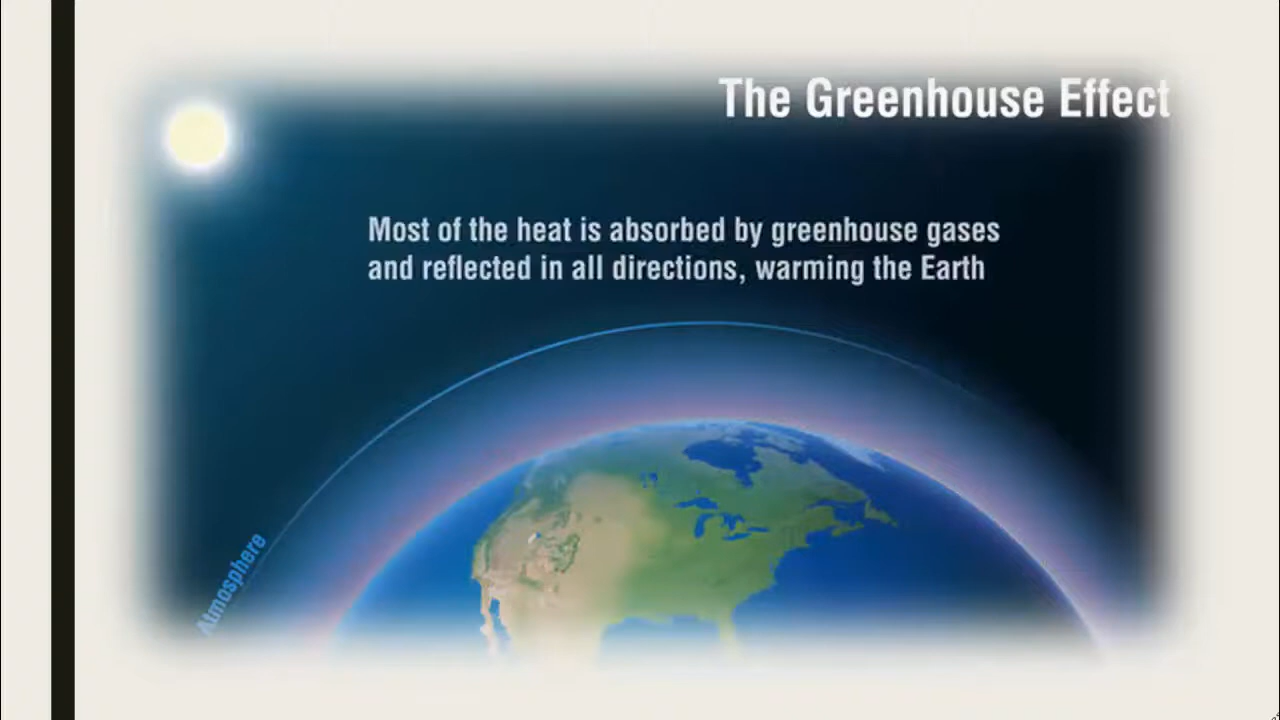 The Greenhouse Effect
Most of the heat is absorbed by greenhouse gases
and reflected in all directions, warming the Earth
Atmosphere